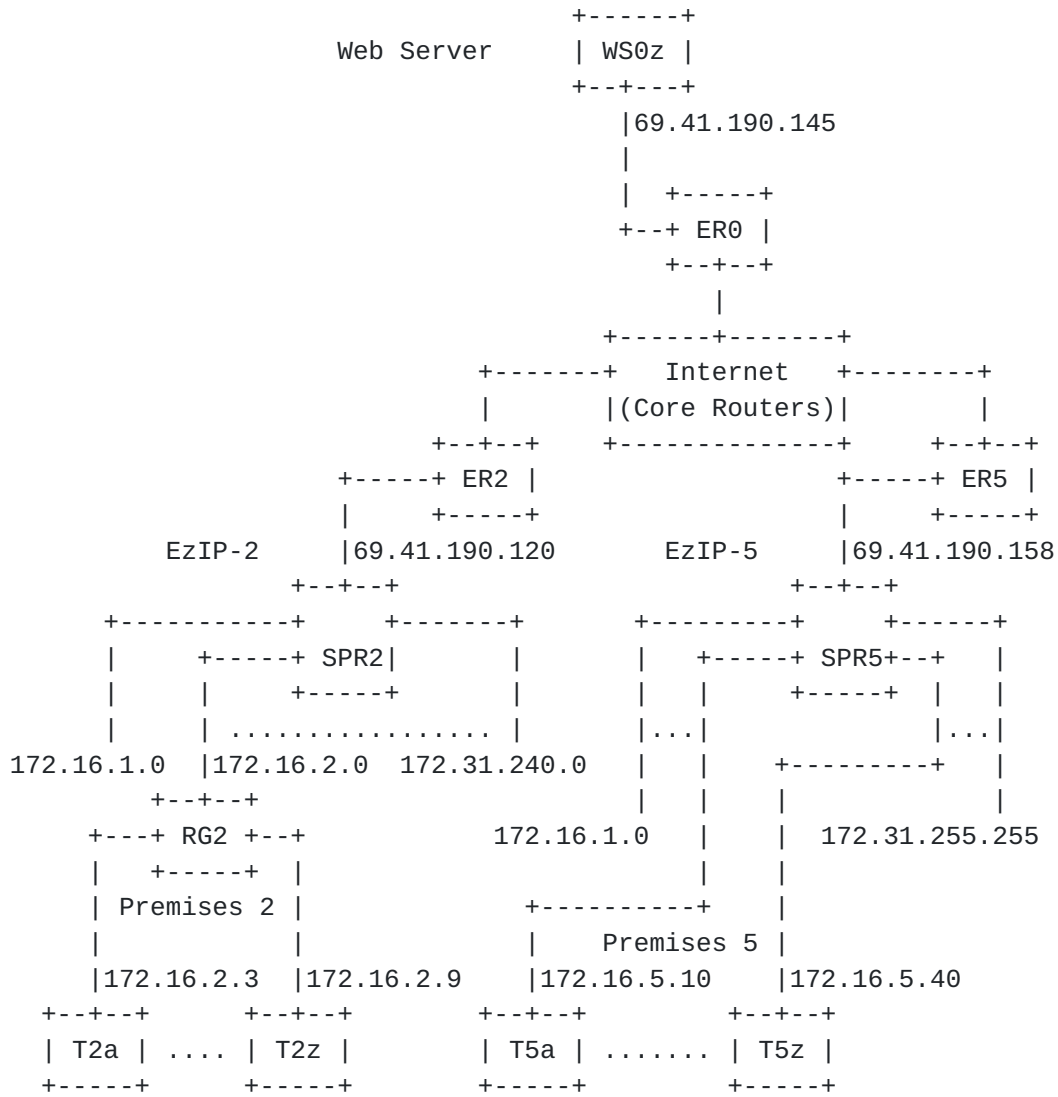 +------+
                     Web Server     | WS0z |
                                    +--+---+
                                       |69.41.190.145
                                       |
                                       |  +-----+
                                       +--+ ER0 |
                                          +--+--+
                                             |
                                      +------+-------+
                              +-------+   Internet   +--------+
                              |       |(Core Routers)|        |
                           +--+--+    +--------------+     +--+--+
                     +-----+ ER2 |                   +-----+ ER5 |
                     |     +-----+                   |     +-----+
          EzIP-2     |69.41.190.120       EzIP-5     |69.41.190.158
                  +--+--+                         +--+--+
      +-----------+     +-------+       +---------+     +------+
      |     +-----+ SPR2|       |       |   +-----+ SPR5+--+   |
      |     |     +-----+       |       |   |     +-----+  |   |
      |     | ................. |       |...|              |...|
172.16.1.0  |172.16.2.0  172.31.240.0   |   |    +---------+   |
         +--+--+                        |   |    |             |
     +---+ RG2 +--+            172.16.1.0   |    |  172.31.255.255
     |   +-----+  |                         |    |
     | Premises 2 |              +----------+    |
     |            |              |    Premises 5 |
     |172.16.2.3  |172.16.2.9    |172.16.5.10    |172.16.5.40
  +--+--+      +--+--+        +--+--+         +--+--+
  | T2a | .... | T2z |        | T5a | ....... | T5z |
  +-----+      +-----+        +-----+         +-----+